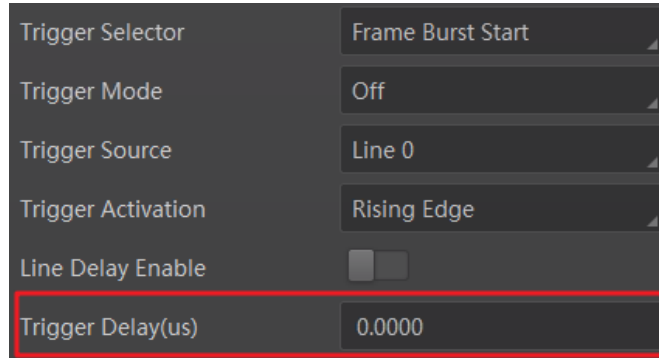 Trigger Selector Frame Burst Start
Trigger Mode Off
Trigger Source Line 0
Trigger Activation Rising Edge
Line Delay Enable
Trigger Delay(us) 0.0000